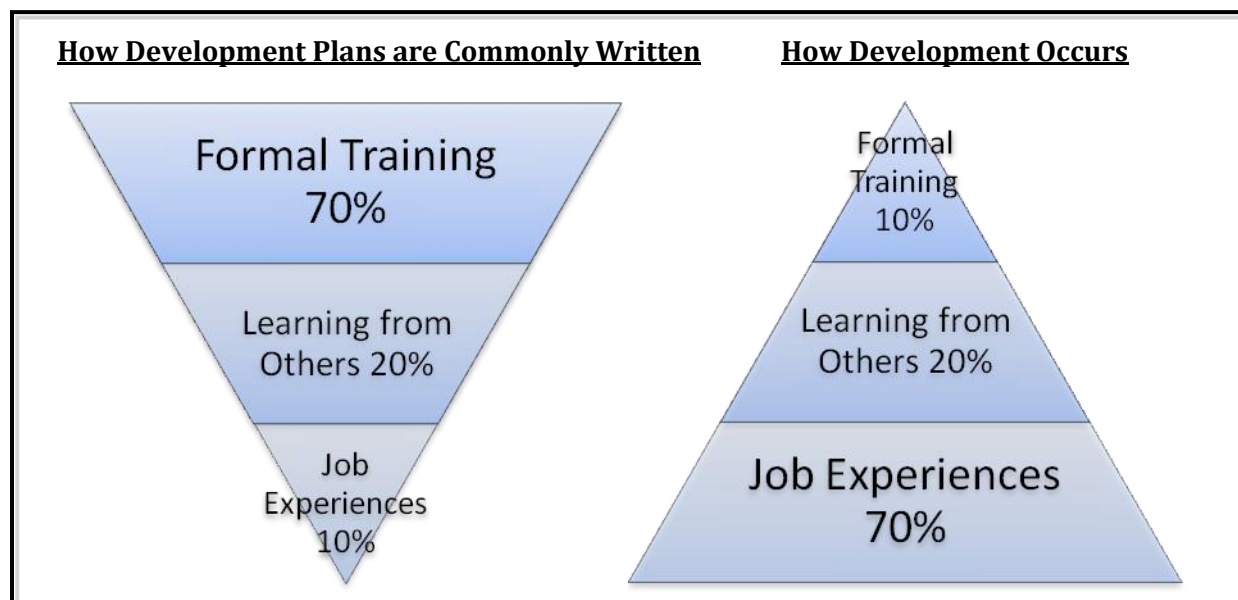 How Development Plans are Commonly Written
How Development Occurs
Formal Training
70%
Learning from
Others 20%
Job
Experiences
10%
Formal
Training
10%
Learning from
Others 20%
Job Experiences
70%